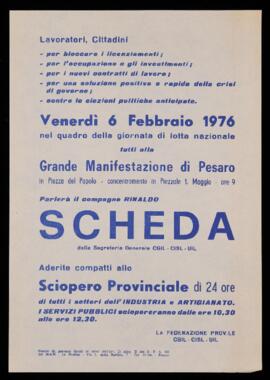 Lavoratori, Cittadini
- per bloccare i licenziamenti;
- per l'occupazione e gli investimenti;
- per i nuovi contratti di lavoro;
- per una soluzione positiva e rapida della crisi
di governo;
- contro le elezioni politiche anticipate.
Venerdì 6 Febbraio 1976
nel quadro della giornata di lotta nazionale
tutti alla
Grande Manifestazione di Pesaro
in Piazza del Popolo - concentramento in Piazzale 1. Maggio - ore 9
Parlerà il compagno RINALDO
SCHEDA
della Segreteria Generale CGIL - CISL - UIL
Aderite compatti allo
Sciopero Provinciale di 24 ore
di tutti i settori dell'INDUSTRIA e ARTIGIANATO.
I SERVIZI PUBBLICI sciopereranno dalle ore 10,30
alle ore 12,30.
LA FEDERAZIONE PROV.LE
CGIL - CISL - UIL